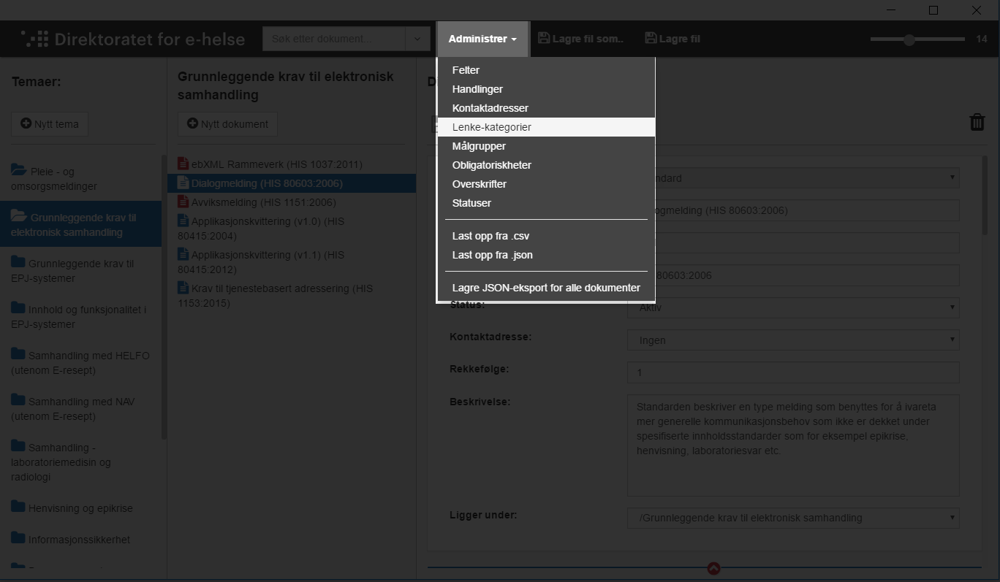 Direktoratet for e-helse
Søk etter dokument...
Administrer
Lagre fil som..
Lagre fil
14
Temaer:
Nytt tema
Pleie - og
omsorgsmeldinger
Grunnleggende krav til
elektronisk samhandling
Grunnleggende krav til
EPJ-systemer
Innhold og funksjonalitet i
EPJ-systemer
Samhandling med HELFO
(utenom E-resept)
Samhandling med NAV
(utenom E-resept)
Samhandling -
laboratoriemedisin og
radiologi
Henvisning og epikrise
Informasjonssikkerhet
Grunnleggende krav til elektronisk
samhandling
Nytt dokument
ebXML Rammeverk (HIS 1037:2011)
Dialogmelding (HIS 80603:2006)
Avviksmelding (HIS 1151:2006)
Applikasjonskvittering (v1.0) (HIS
80415:2004)
Applikasjonskvittering (v1.1) (HIS
80415:2012)
Krav til tjenestebasert adressering (HIS
1153:2015)
Felter
Handlinger
Kontaktadresser
Lenke-kategorier
Målgrupper
Obligatoriskheter
Overskrifter
Statuser
Last opp fra .csv
Last opp fra .json
Lagre JSON-eksport for alle dokumenter
ndard
ogmelding (HIS 80603:2006)
80603:2006
Status:
Aktiv
Kontaktadresse:
Ingen
Rekkefølge:
1
Beskrivelse:
Standarden beskriver en type melding som benyttes for å ivareta
mer generelle kommunikasjonsbehov som ikke er dekket under
spesifiserte innholdsstandarder som for eksempel epikrise,
henvisning, laboratoriesvar etc.
Ligger under:
/Grunnleggende krav til elektronisk samhandling